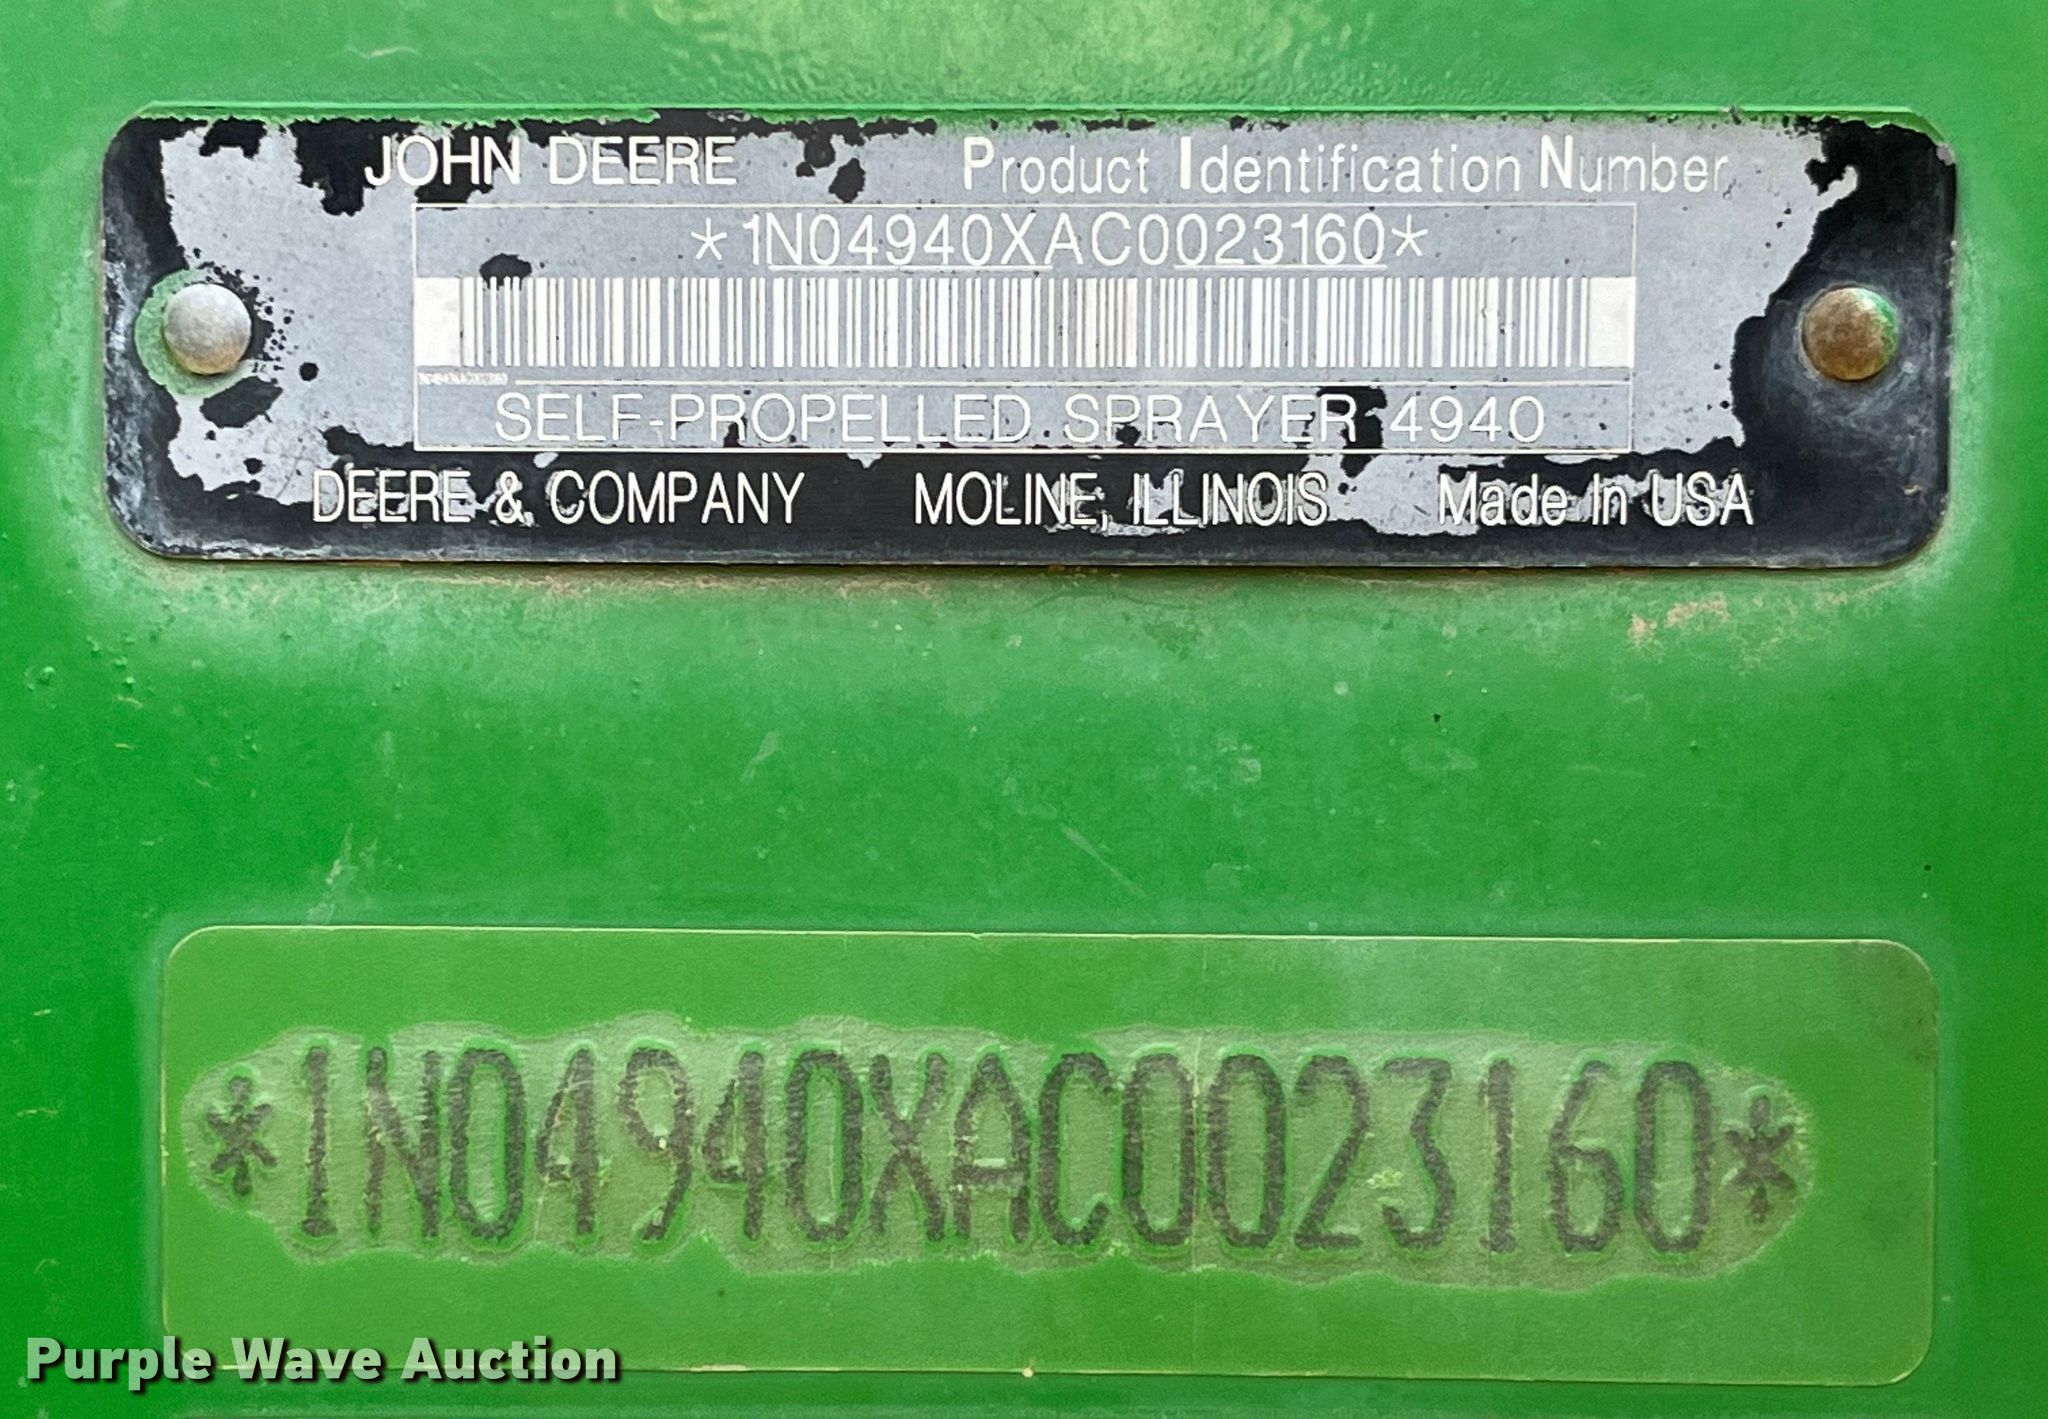 JOHN DEERE Product Identification Number
*1N04940XAC0023160*
SELF-PROPELLED SPRAYER 4940
DEERE & COMPANY MOLINE, ILLINOIS Made In USA
*1N04940XAC0023160*
Purple Wave Auction